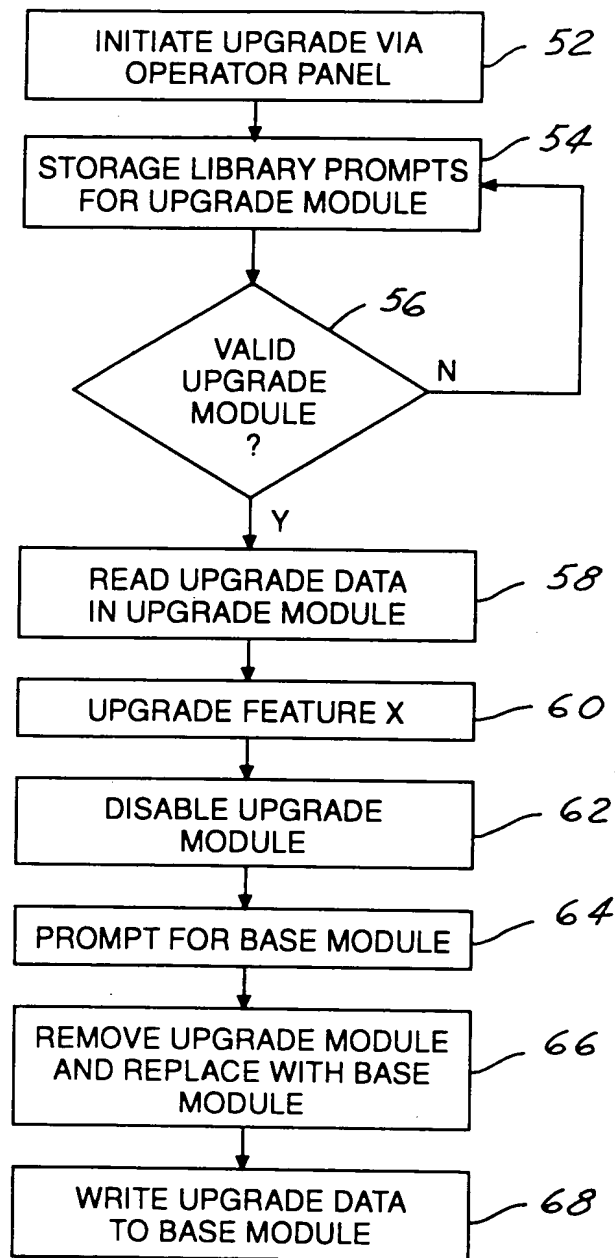 INITIATE UPGRADE VIA
OPERATOR PANEL
52
STORAGE LIBRARY PROMPTS
FOR UPGRADE MODULE
54
VALID
UPGRADE
MODULE
?
56
N
Y
READ UPGRADE DATA
IN UPGRADE MODULE
58
UPGRADE FEATURE X
60
DISABLE UPGRADE
MODULE
62
PROMPT FOR BASE MODULE
64
REMOVE UPGRADE MODULE
AND REPLACE WITH BASE
MODULE
66
WRITE UPGRADE DATA
TO BASE MODULE
68